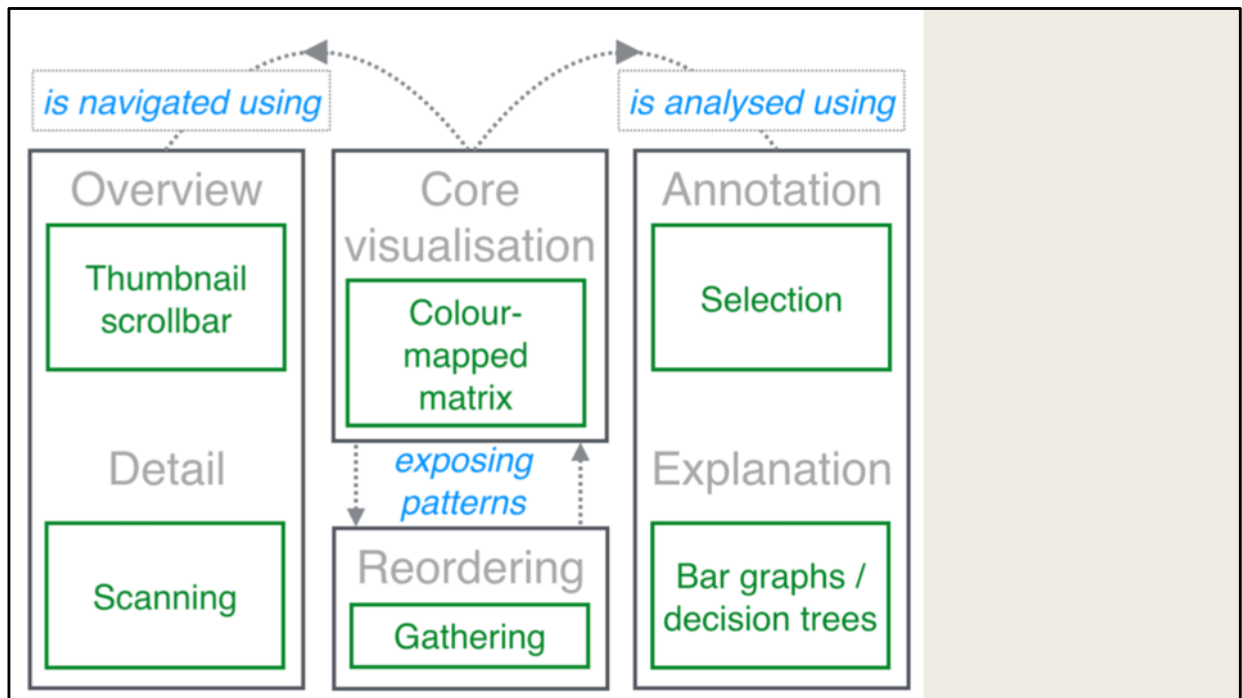 is navigated using
is analysed using
Overview
Thumbnail
scrollbar
Detail
Scanning
Core
visualisation
Colour-
mapped
matrix
exposing
patterns
Reordering
Gathering
Annotation
Selection
Explanation
Bar graphs /
decision trees